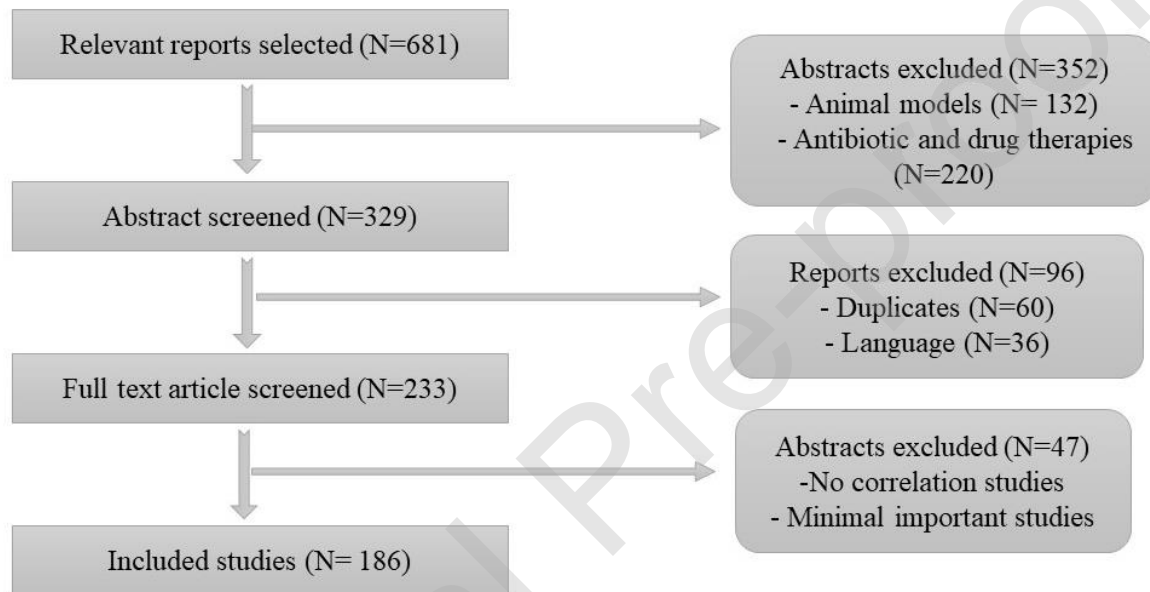 Relevant reports selected (N=681)
Abstracts excluded (N=352)
- Animal models (N= 132)
- Antibiotic and drug therapies
(N=220)
Abstract screened (N=329)
Reports excluded (N=96)
- Duplicates (N=60)
- Language (N=36)
Full text article screened (N=233)
Abstracts excluded (N=47)
-No correlation studies
- Minimal important studies
Included studies (N= 186)
Pre-proo